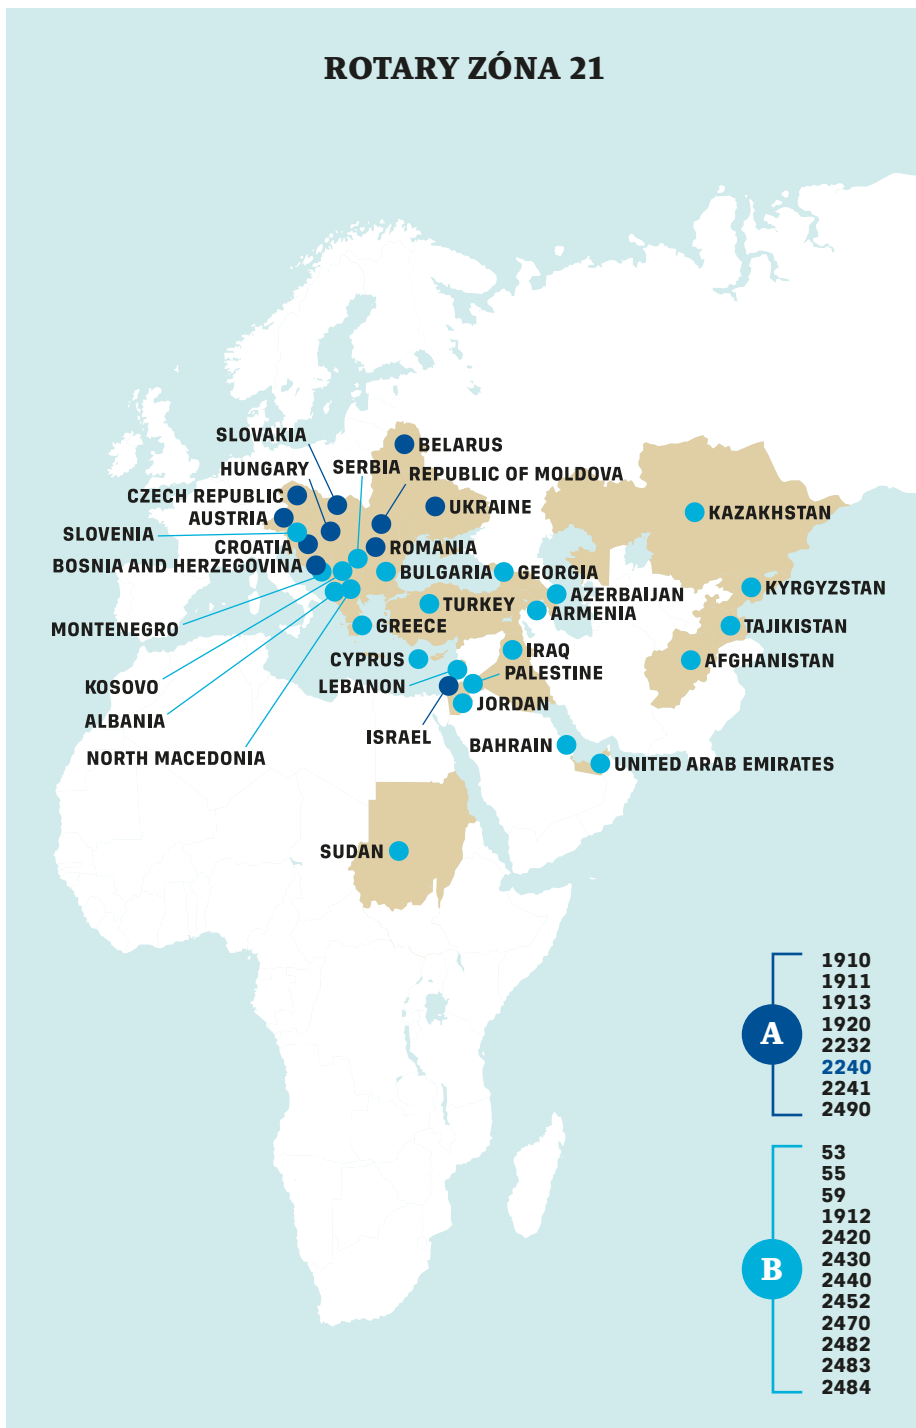 ROTARY ZÓNA 21
SLOVAKIA
BELARUS
HUNGARY
SERBIA
REPUBLIC OF MOLDOVA
CZECH REPUBLIC
UKRAINE
AUSTRIA
KAZAKHSTAN
SLOVENIA
CROATIA
ROMANIA
BOSNIA AND HERZEGOVINA
BULGARIA
GEORGIA
KYRGYZSTAN
AZERBAIJAN
TURKEY
ARMENIA
MONTENEGRO
GREECE
TAJIKISTAN
IRAQ
CYPRUS
AFGHANISTAN
PALESTINE
KOSOVO
LEBANON
JORDAN
ALBANIA
ISRAEL
BAHRAIN
NORTH MACEDONIA
UNITED ARAB EMIRATES
SUDAN
A
1910
1911
1913
1920
2232
2240
2241
2490
B
53
55
59
1912
2420
2430
2440
2452
2470
2482
2483
2484